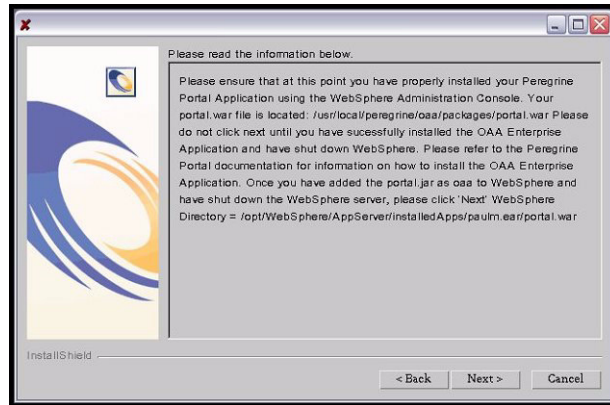 Please read the information below.
Please ensure that at this point you have properly installed your Peregrine
Portal Application using the WebSphere Administration Console. Your
portal.war file is located: /usr/local/peregrine/oaa/packages/portal.war Please
do not click next until you have sucessfully installed the OAA Enterprise
Application and have shut down WebSphere. Please refer to the Peregrine
Portal documentation for information on how to install the OAA Enterprise
Application. Once you have added the portal.jar as oaa to WebSphere and
have shut down the WebSphere server, please click 'Next' WebSphere
Directory = /opt/WebSphere/AppServer/installedApps/paulm.ear/portal.war
InstallShield
< Back Next > Cancel